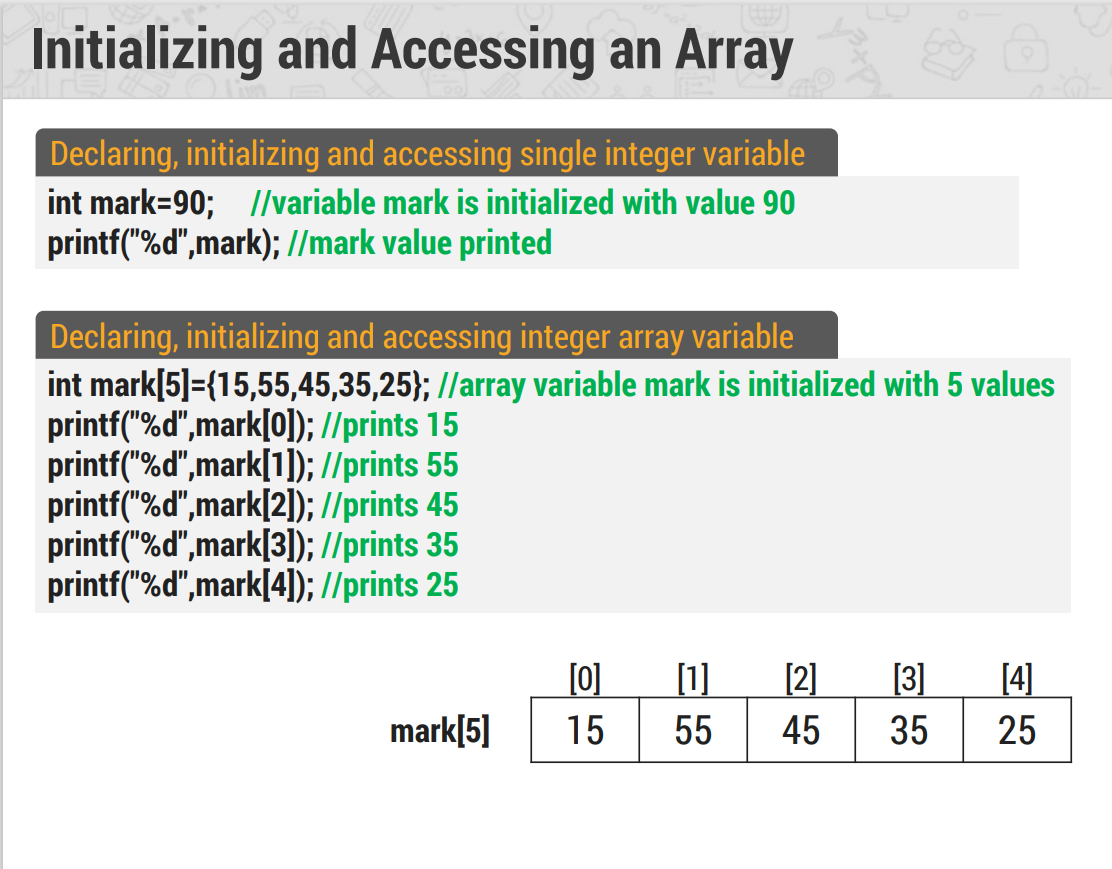 Initializing and Accessing an Array
Declaring, initializing and accessing single integer variable
int mark=90; //variable mark is initialized with value 90
printf("%d",mark); //mark value printed
Declaring, initializing and accessing integer array variable
int mark[5]={15,55,45,35,25}; //array variable mark is initialized with 5 values
printf("%d",mark[0]); //prints 15
printf("%d",mark[1]); //prints 55
printf("%d",mark[2]); //prints 45
printf("%d",mark[3]); //prints 35
printf("%d",mark[4]); //prints 25
[0] [1] [2] [3] [4]
mark[5] 15 55 45 35 25